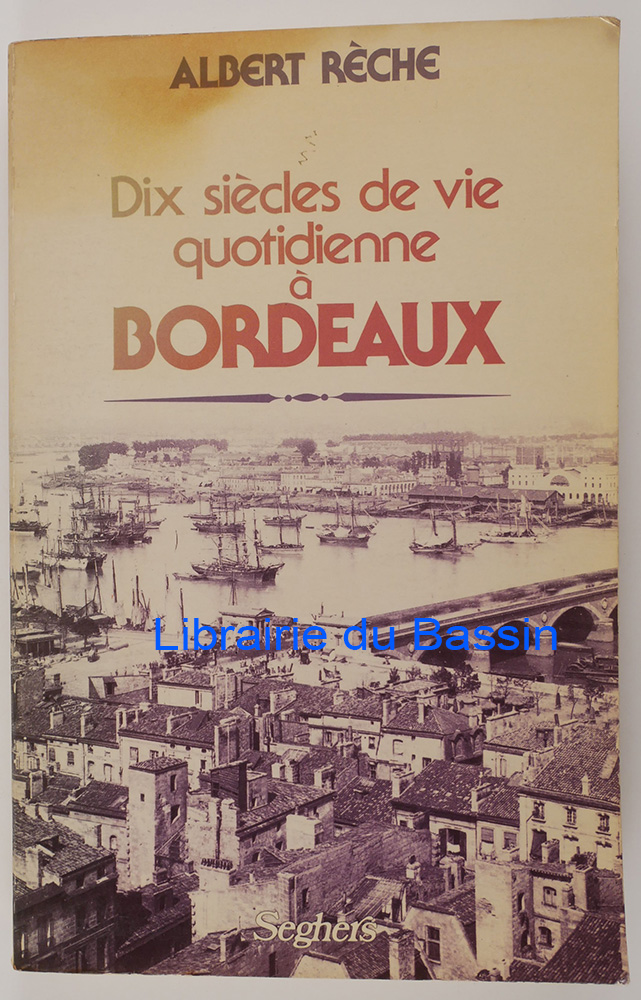 ALBERT RÈCHE
Dix siècles de vie
quotidienne
à
BORDEAUX
Librairie du Bassin
Seghers